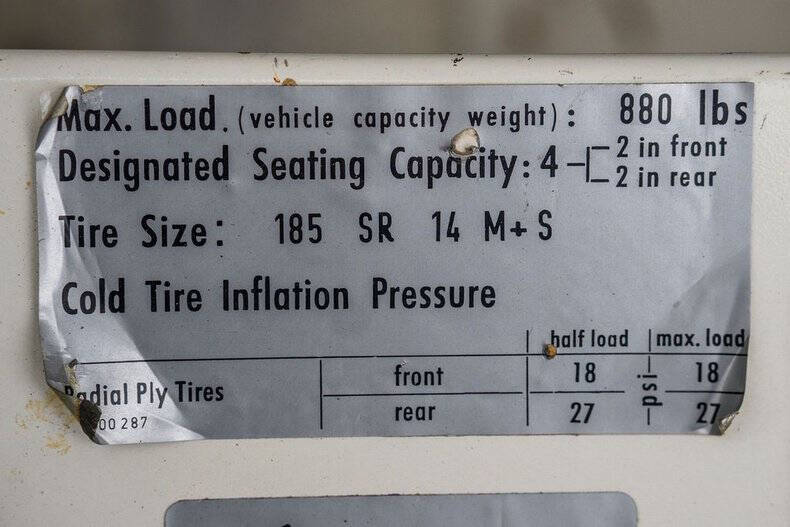 Max. Load. (vehicle capacity weight): 880 lbs
Designated Seating Capacity: 4
2 in front
2 in rear
Tire Size: 185 SR 14 M+S
Cold Tire Inflation Pressure
half load max. load
Radial Ply Tires
front 18 psi 18
rear 27 27
00 287